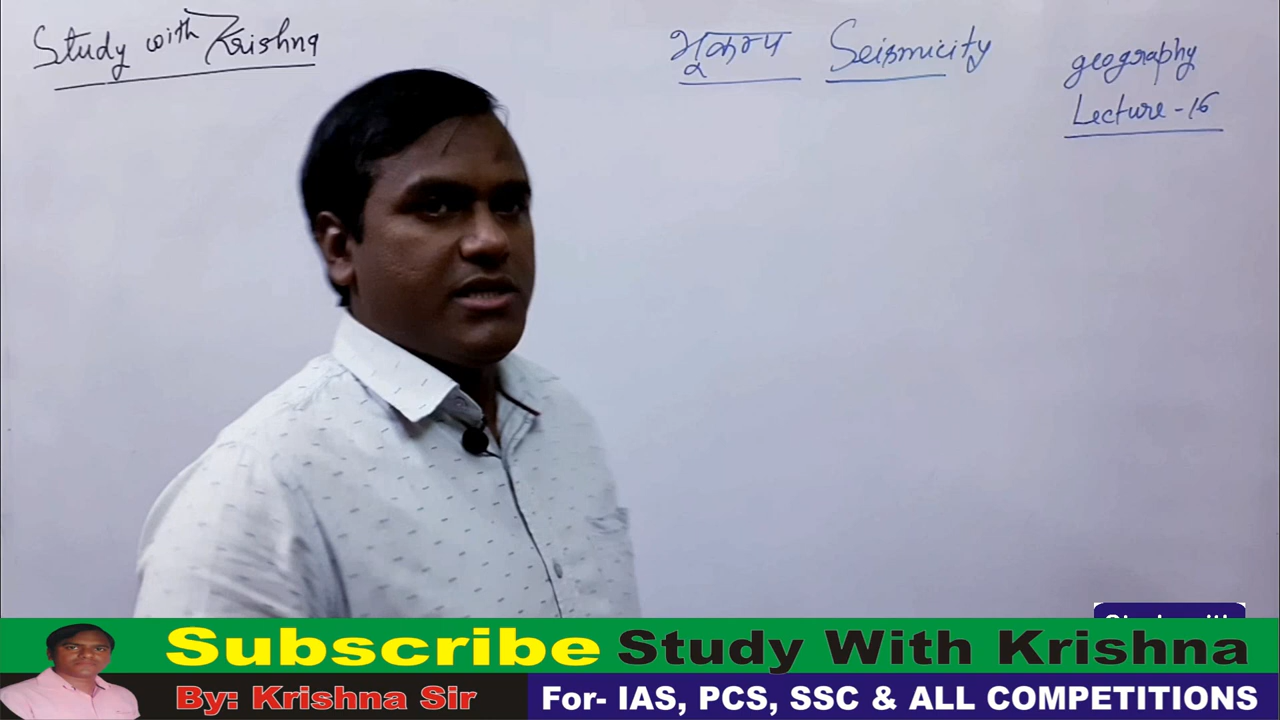 Study with Krishna
भूकम्प Seismicity
geography
Lecture - 16
Subscribe Study With Krishna
By: Krishna Sir
For- IAS, PCS, SSC & ALL COMPETITIONS